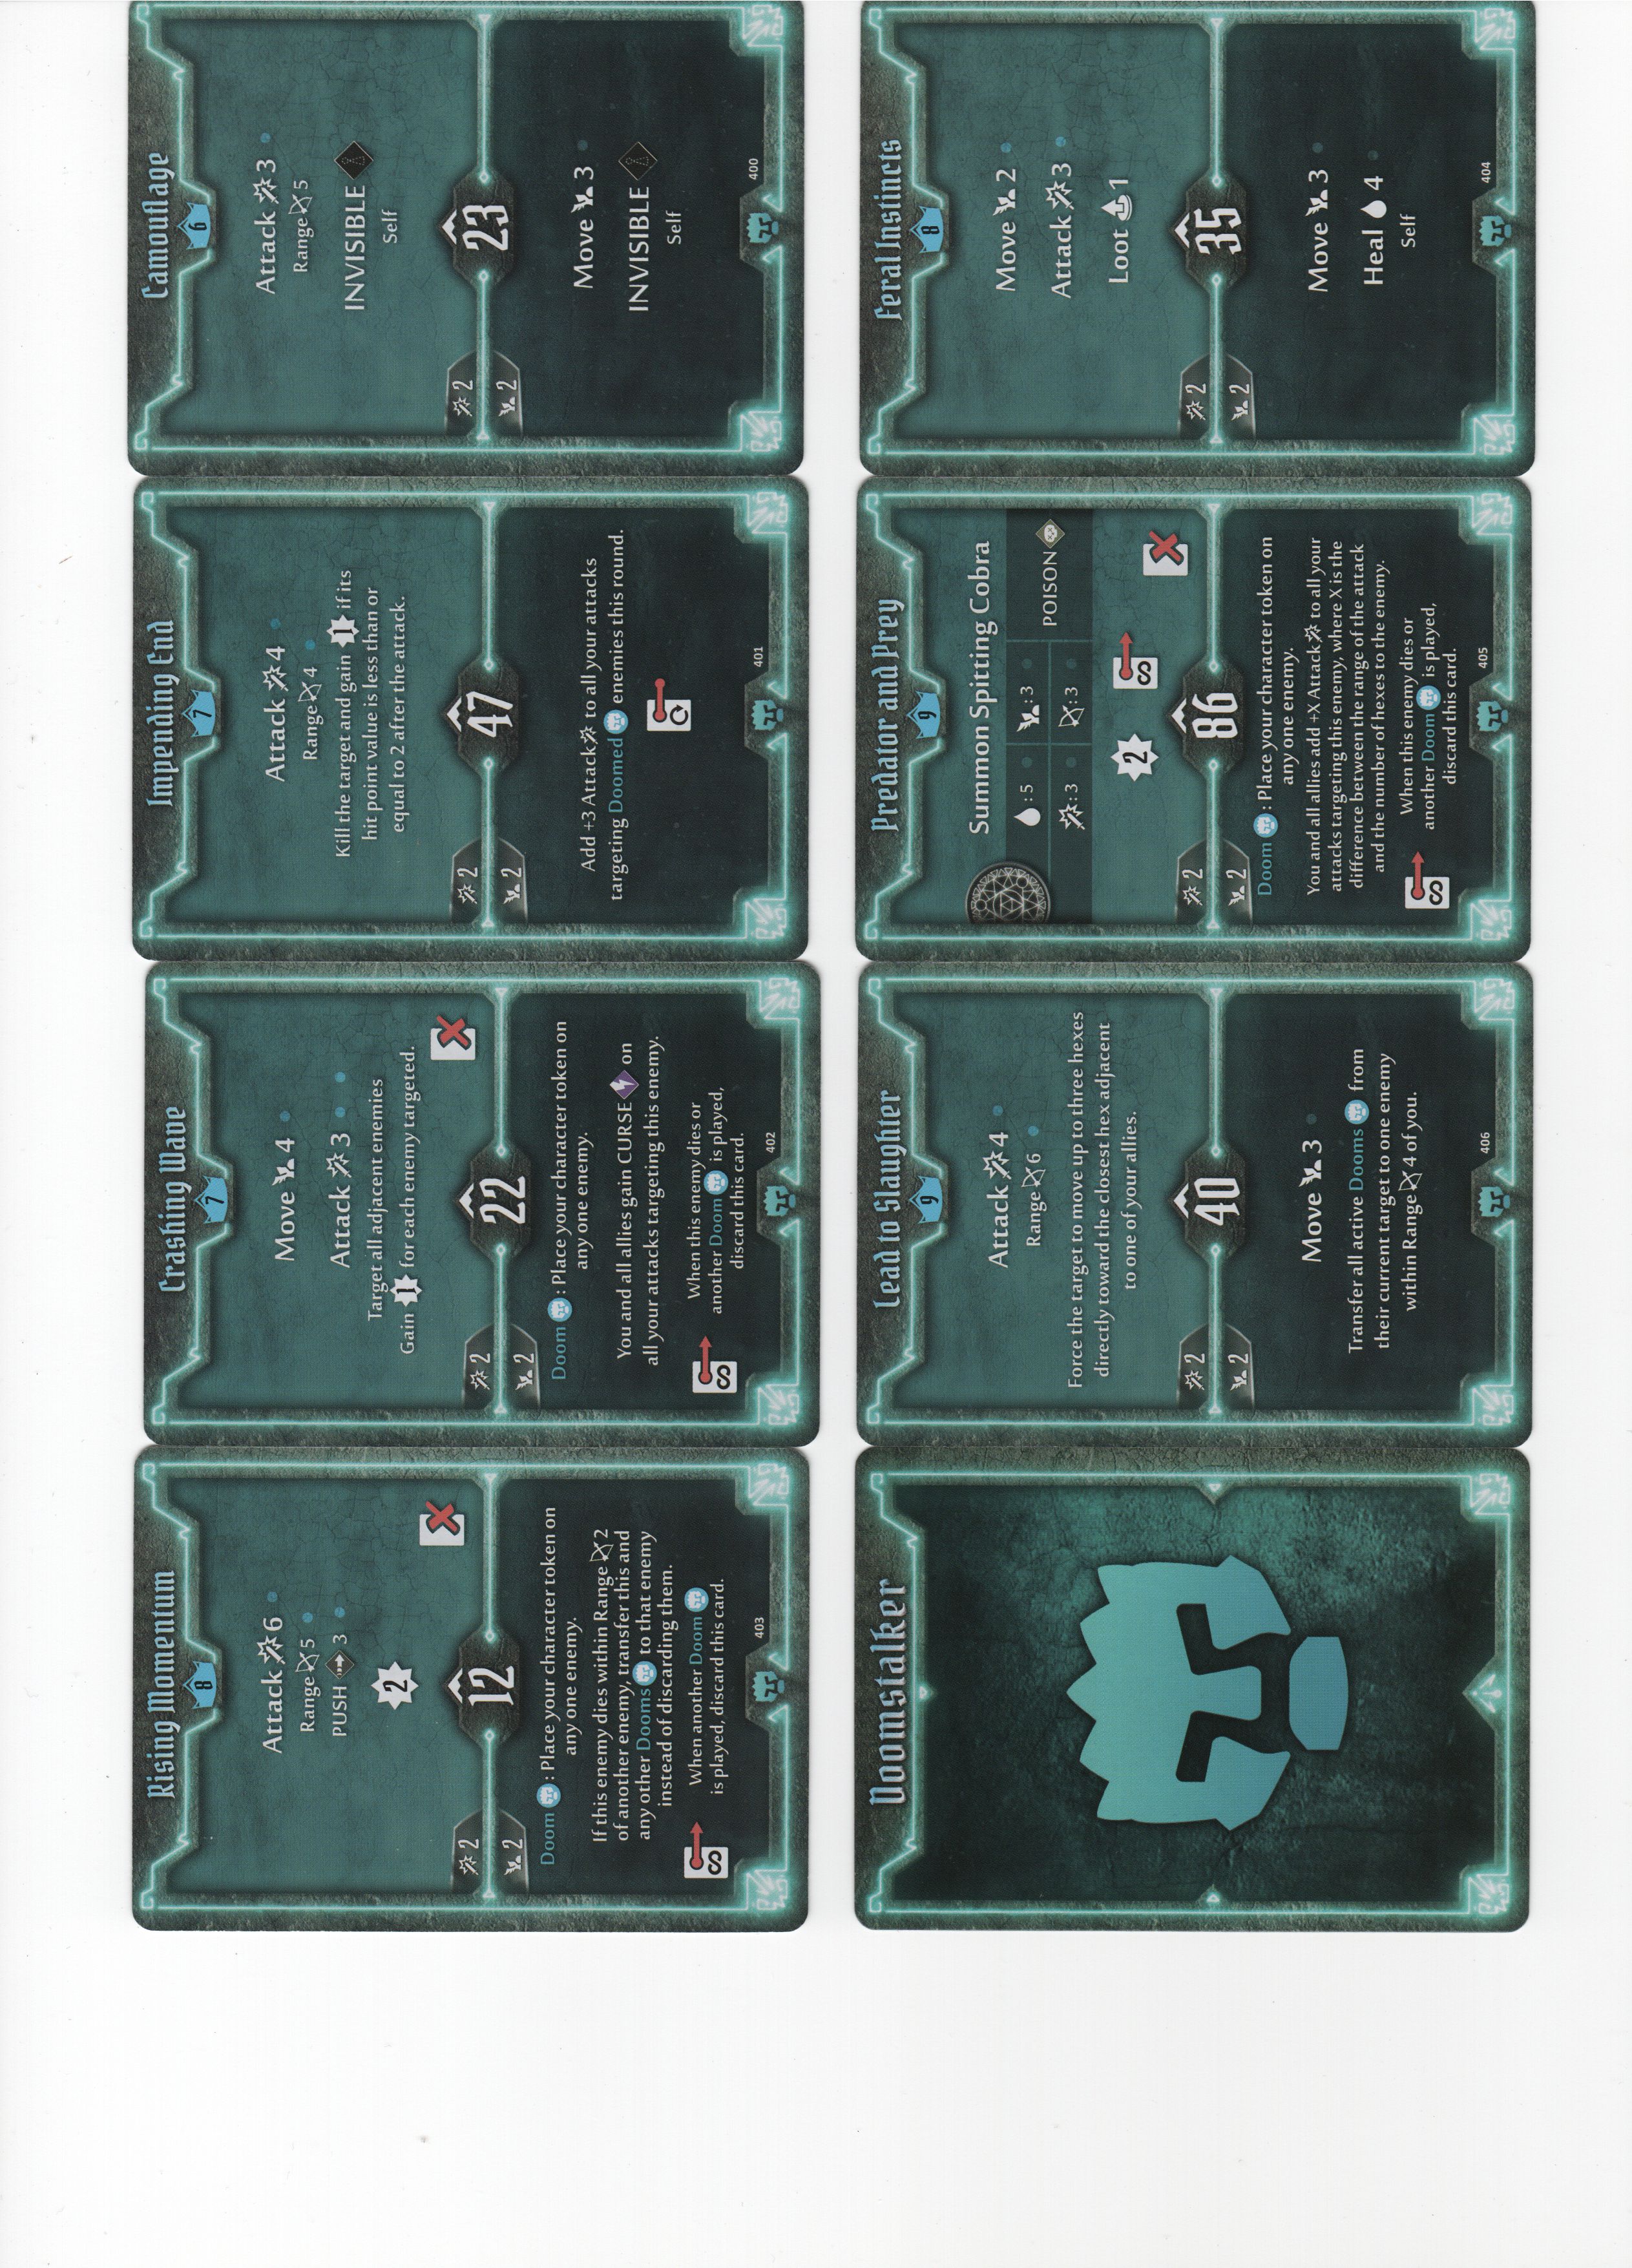 Rising Momentum
8
Attack 6
Range 5
PUSH 3
2
2
12
2
Doom : Place your character token on
any one enemy.
If this enemy dies within Range 2
of another enemy, transfer this and
any other Dooms to that enemy
instead of discarding them.
When another Doom
is played, discard this card.
403
Crashing Wave
7
Move 4
Attack 3
Target all adjacent enemies
Gain 1 for each enemy targeted.
2
22
2
Doom : Place your character token on
any one enemy.
You and all allies gain CURSE on
all your attacks targeting this enemy.
When this enemy dies or
another Doom is played,
discard this card.
402
Impending End
7
Attack 4
Range 4
Kill the target and gain 1 if its
hit point value is less than or
equal to 2 after the attack.
2
47
2
Add +3 Attack to all your attacks
targeting Doomed enemies this round.
401
Camouflage
6
Attack 3
Range 5
INVISIBLE
Self
2
23
2
Move 3
INVISIBLE
Self
400
Doomstalker
Lead to Slaughter
9
Attack 4
Range 6
Force the target to move up to three hexes
directly toward the closest hex adjacent
to one of your allies.
2
40
2
Move 3
Transfer all active Dooms from
their current target to one enemy
within Range 4 of you.
406
Predator and Prey
9
Summon Spitting Cobra
:5 :3 POISON
:3 :3
2
2
86
2
Doom : Place your character token on
any one enemy.
You and all allies add +X Attack to all your
attacks targeting this enemy, where X is the
difference between the range of the attack
and the number of hexes to the enemy.
When this enemy dies or
another Doom is played,
discard this card.
405
Feral Instincts
8
Move 2
Attack 3
Loot 1
2
35
2
Move 3
Heal 4
Self
404